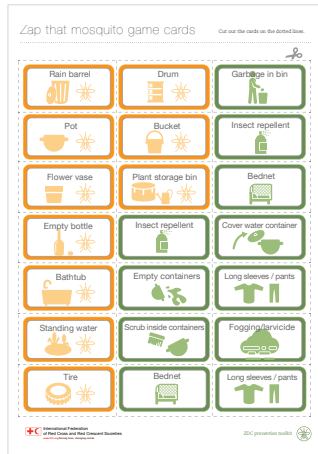 Zap that mosquito game cards
Cut out the cards on the dotted lines.
Rain barrel
Drum
Garbage in bin
Pot
Bucket
Insect repellent
Flower vase
Plant storage bin
Bednet
Empty bottle
Insect repellent
Cover water container
Bathtub
Empty containers
Long sleeves / pants
Standing water
Scrub inside containers
Fogging/larvicide
Tire
Bednet
Long sleeves / pants
International Federation
of Red Cross and Red Crescent Societies
ZDC prevention toolkit